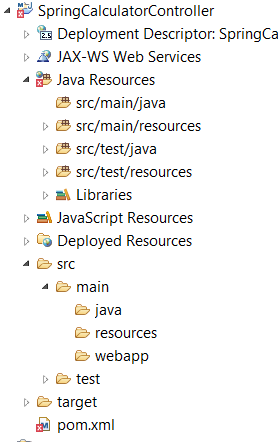 SpringCalculatorController
Deployment Descriptor: SpringCa
JAX-WS Web Services
Java Resources
src/main/java
src/main/resources
src/test/java
src/test/resources
Libraries
JavaScript Resources
Deployed Resources
src
main
java
resources
webapp
test
target
pom.xml